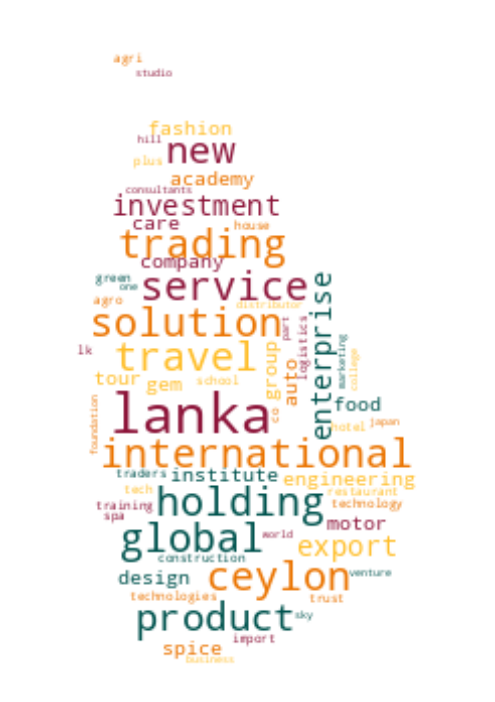 agri
studio
fashion
hill
new
plus
academy
consultants
investment
care
house
trading
company
green
service
one
enterprise
agro
distributor
solution
part
logistics
marketing
lk
travel
group
auto
college
tour
gem
school
lanka
co
food
foundation
hotel
japan
international
traders
institute
engineering
tech
holding
restaurant
training
technology
spa
motor
global
world
export
construction
design
ceylon
venture
technologies
trust
product
sky
import
spice
business